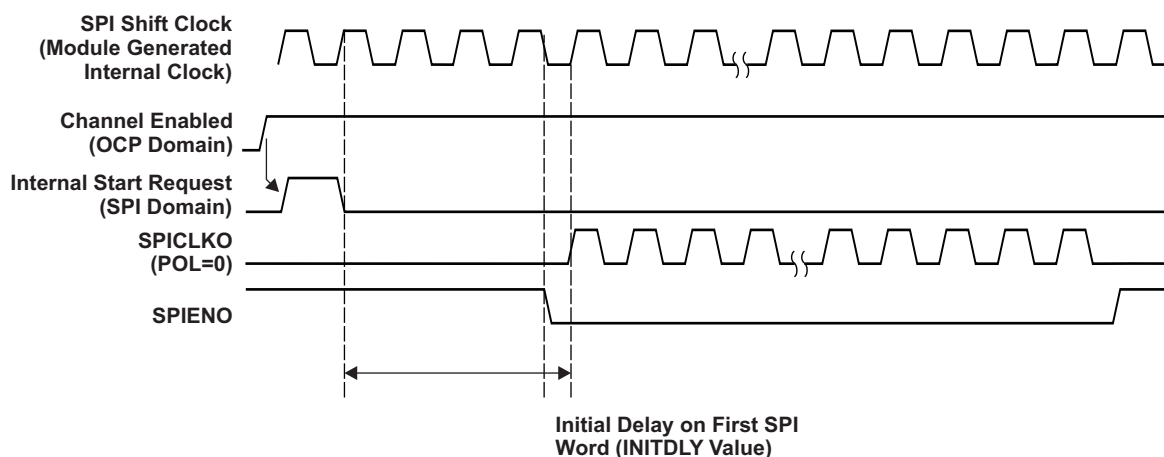 SPI Shift Clock
(Module Generated
Internal Clock)
Channel Enabled
(OCP Domain)
Internal Start Request
(SPI Domain)
SPICLKO
(POL=0)
SPIENO
Initial Delay on First SPI
Word (INITDLY Value)